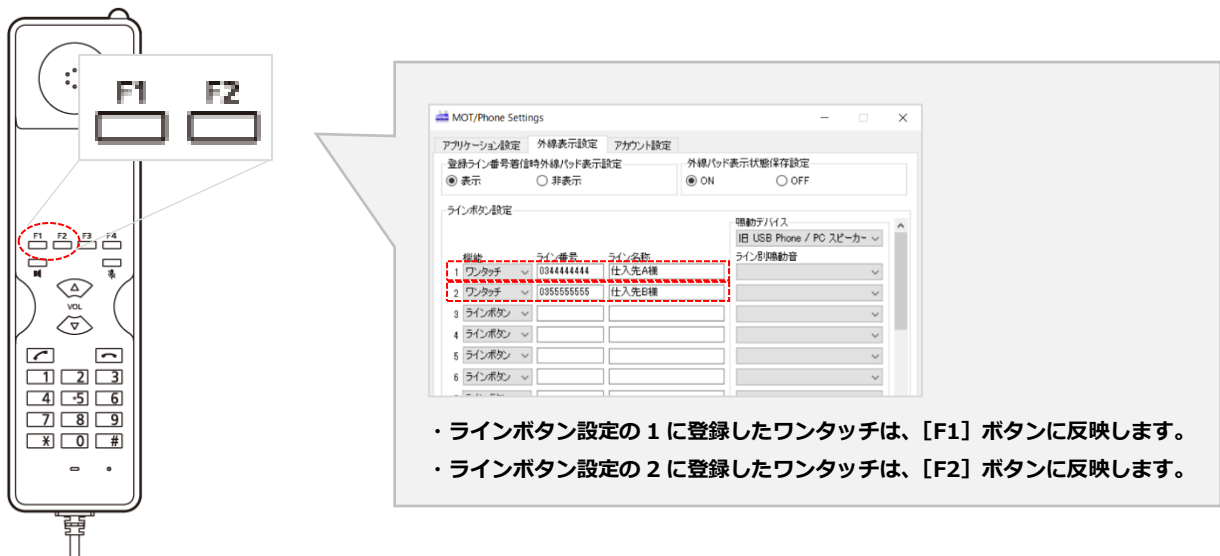 F1 F2
F1 F2 F3 F4
VOL
1 2 3
4 ·5 6
7 8 9
＊ 0 #
MOT/Phone Settings
アプリケーション設定 外線表示設定 アカウント設定
登録ライン番号着信時外線パッド表示設定 外線パッド表示状態保存設定
表示 非表示 ON OFF
ラインボタン設定
鳴動デバイス
旧 USB Phone / PC スピーカー
機能 ライン番号 ライン名称 ライン別鳴動音
1 ワンタッチ 0344444444 仕入先A様
2 ワンタッチ 0355555555 仕入先B様
3 ラインボタン
4 ラインボタン
5 ラインボタン
6 ラインボタン
・ラインボタン設定の 1 に登録したワンタッチは、［F1］ボタンに反映します。
・ラインボタン設定の 2 に登録したワンタッチは、［F2］ボタンに反映します。